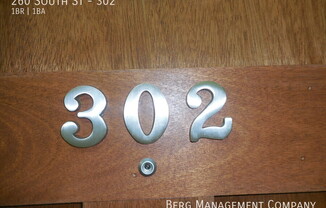 260 South St - 302
1BR | 1BA
302
Berg Management Company